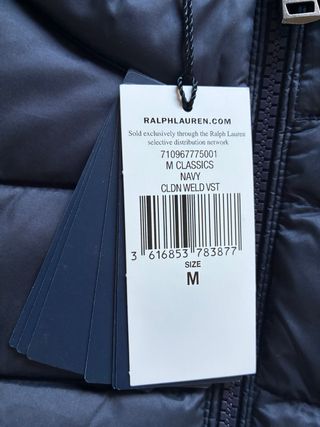 RALPHLAUREN.COM
Sold exclusively through the Ralph Lauren
selective distribution network
710967775001
M CLASSICS
NAVY
CLDN WELD VST
3 616853 783877
SIZE
M